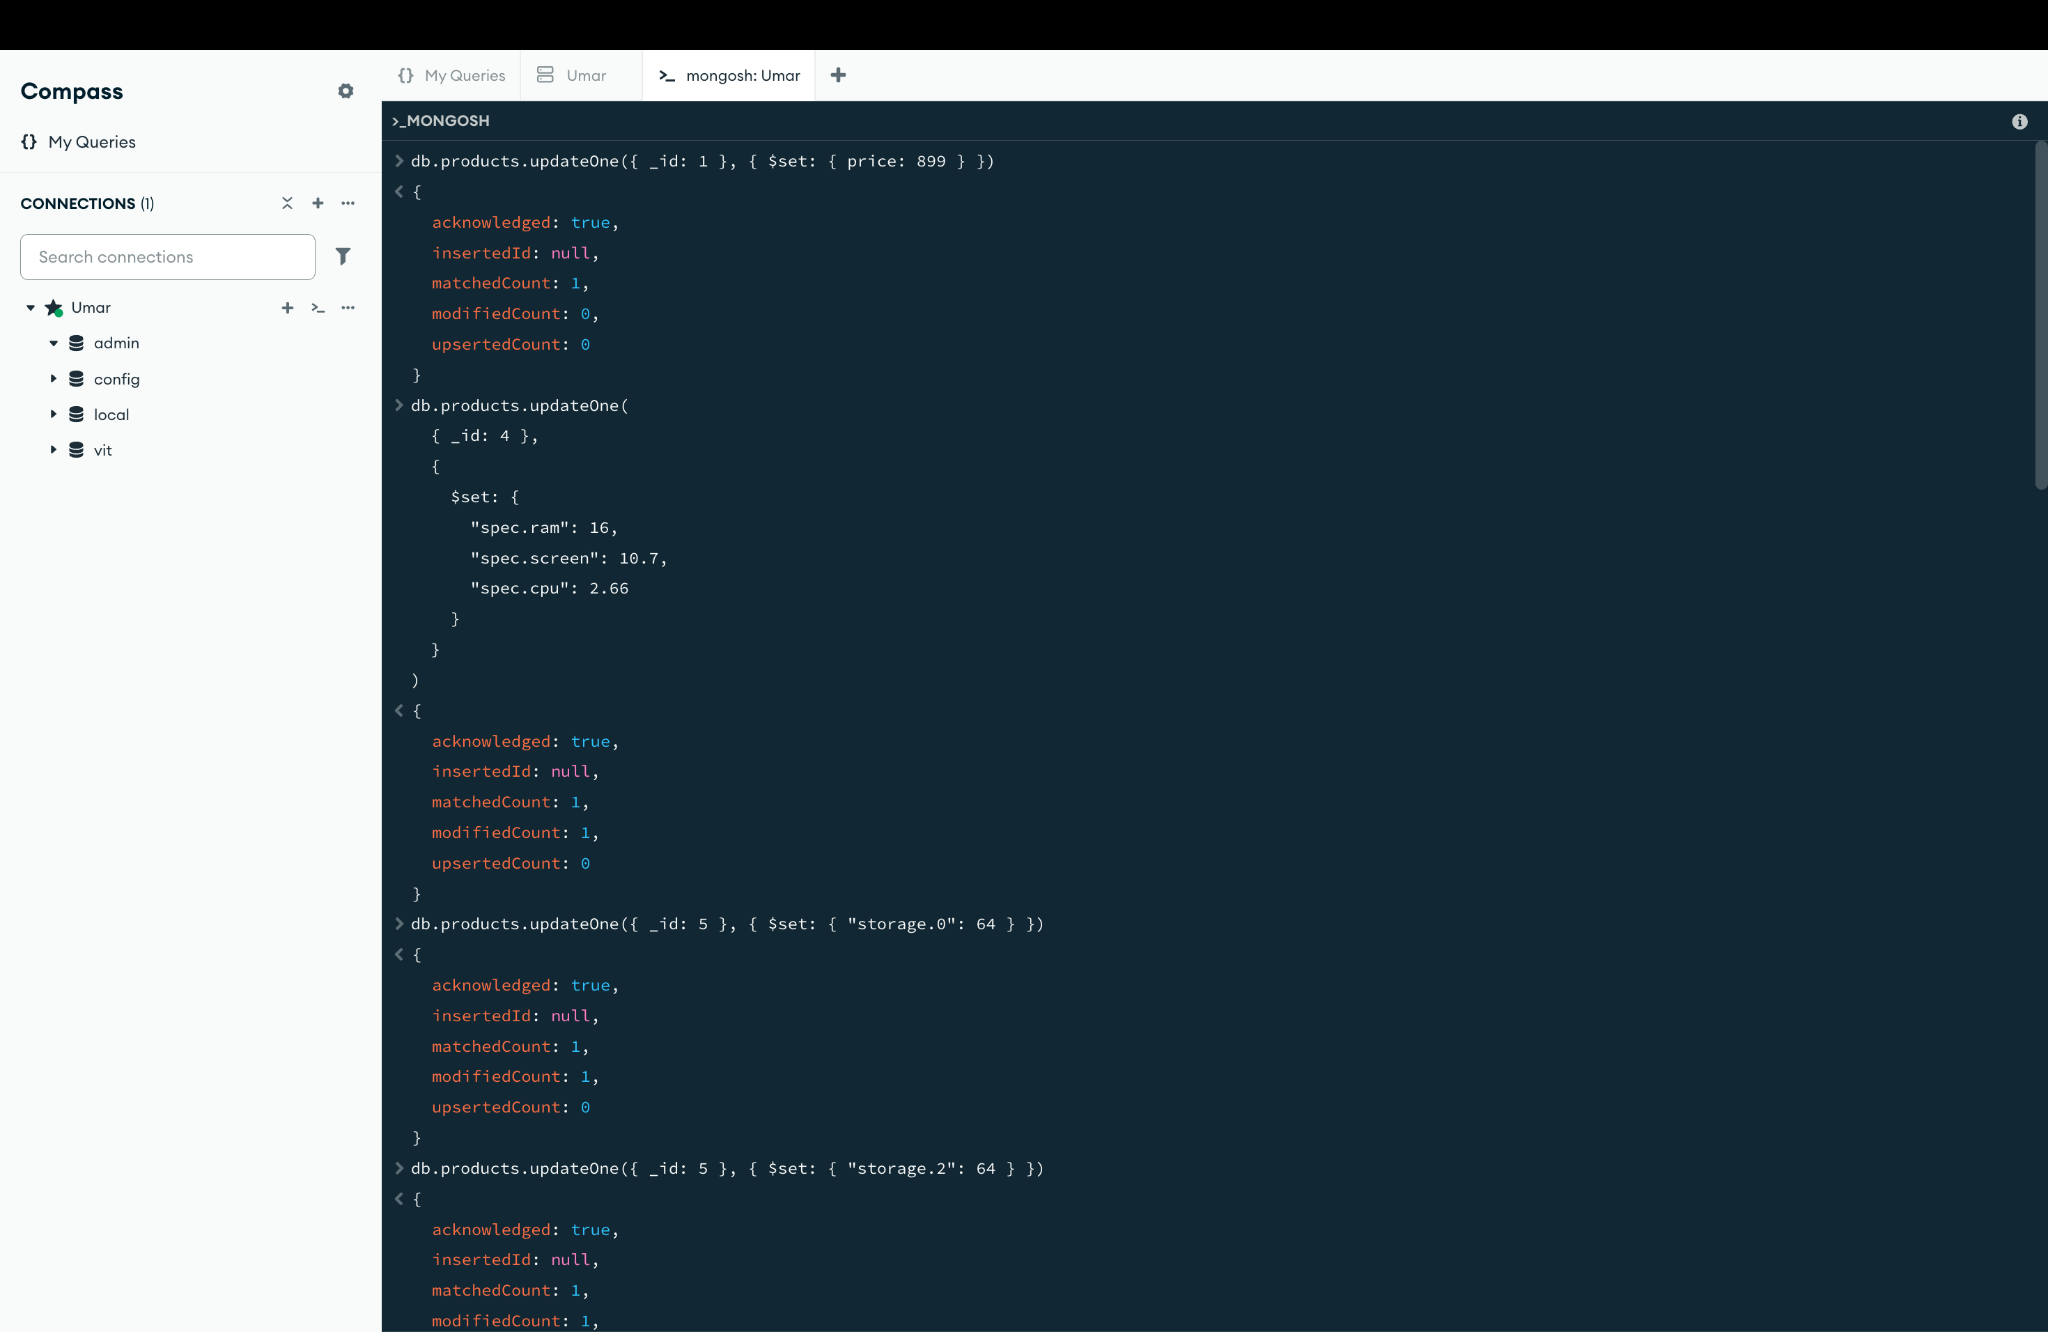 Compass
My Queries
CONNECTIONS (1)
Search connections
Umar
admin
config
local
vit
{} My Queries
Umar
>_ mongosh: Umar
>_MONGOSH
> db.products.updateOne({ _id: 1 }, { $set: { price: 899 } })
< {
acknowledged: true,
insertedId: null,
matchedCount: 1,
modifiedCount: 0,
upsertedCount: 0
}
> db.products.updateOne(
{ _id: 4 },
{
$set: {
"spec.ram": 16,
"spec.screen": 10.7,
"spec.cpu": 2.66
}
}
)
< {
acknowledged: true,
insertedId: null,
matchedCount: 1,
modifiedCount: 1,
upsertedCount: 0
}
> db.products.updateOne({ _id: 5 }, { $set: { "storage.0": 64 } })
< {
acknowledged: true,
insertedId: null,
matchedCount: 1,
modifiedCount: 1,
upsertedCount: 0
}
> db.products.updateOne({ _id: 5 }, { $set: { "storage.2": 64 } })
< {
acknowledged: true,
insertedId: null,
matchedCount: 1,
modifiedCount: 1,